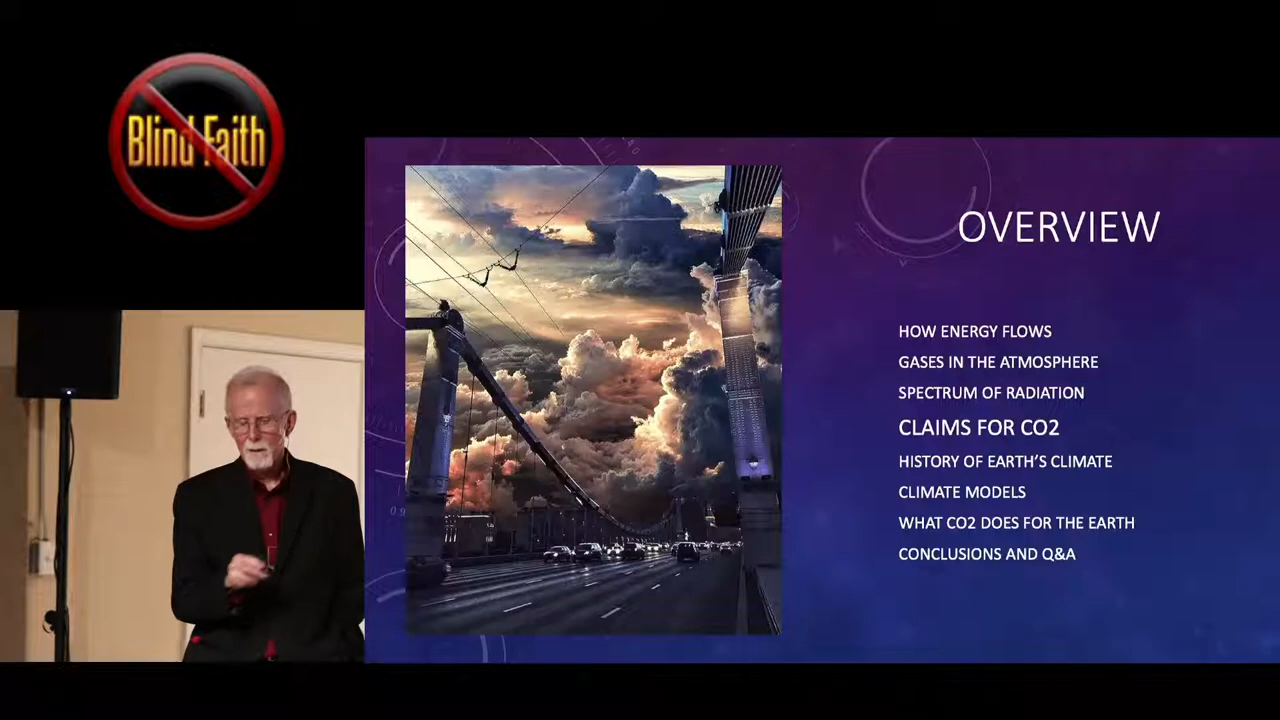 Blind Faith
OVERVIEW
HOW ENERGY FLOWS
GASES IN THE ATMOSPHERE
SPECTRUM OF RADIATION
CLAIMS FOR CO2
HISTORY OF EARTH'S CLIMATE
CLIMATE MODELS
WHAT CO2 DOES FOR THE EARTH
CONCLUSIONS AND Q&A